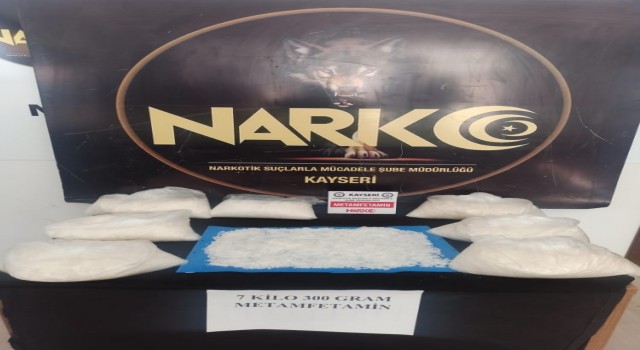 NARKO
NARKOTİK SUÇLARLA MÜCADELE ŞUBE MÜDÜRLÜĞÜ
KAYSERİ
KAYSERİ
METAMFETAMİN
NARKO
7 KİLO 300 GRAM
METAMFETAMİN